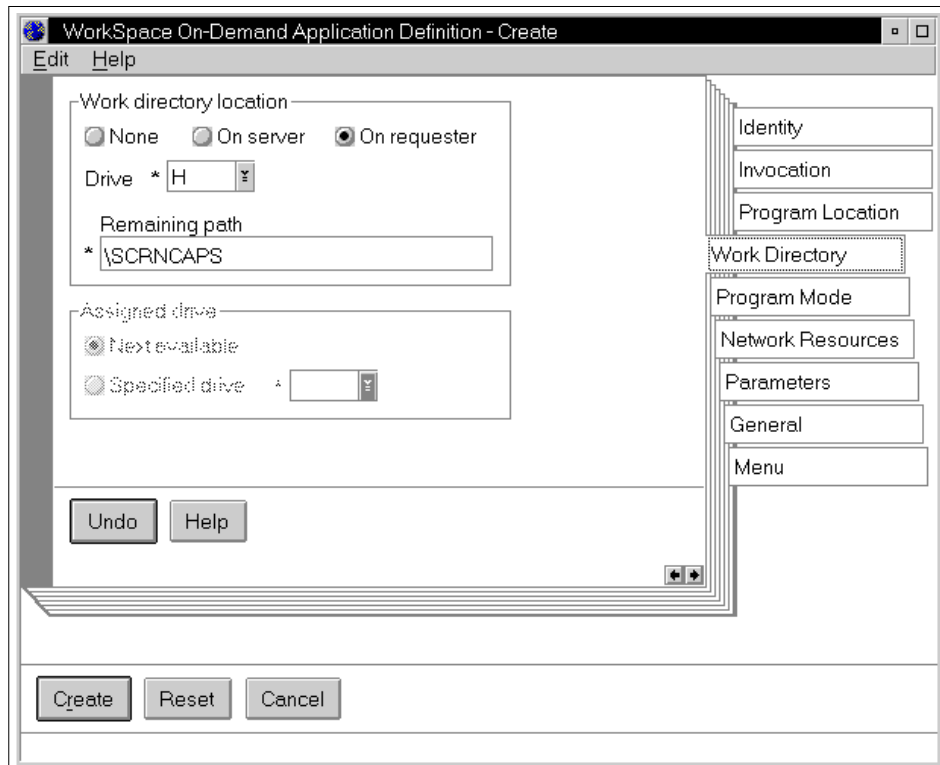 WorkSpace On-Demand Application Definition - Create
Edit Help
Work directory location
None On server On requester
Drive * H
Remaining path
* \SCRNCAPS
Assigned drive
Next available
Specified drive *
Undo Help
Identity
Invocation
Program Location
Work Directory
Program Mode
Network Resources
Parameters
General
Menu
Create Reset Cancel